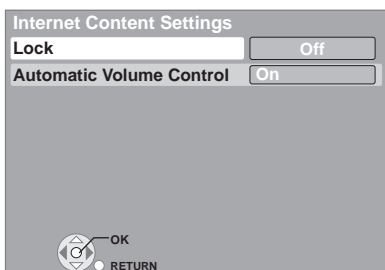 Internet Content Settings
Lock Off
Automatic Volume Control On
OK
RETURN